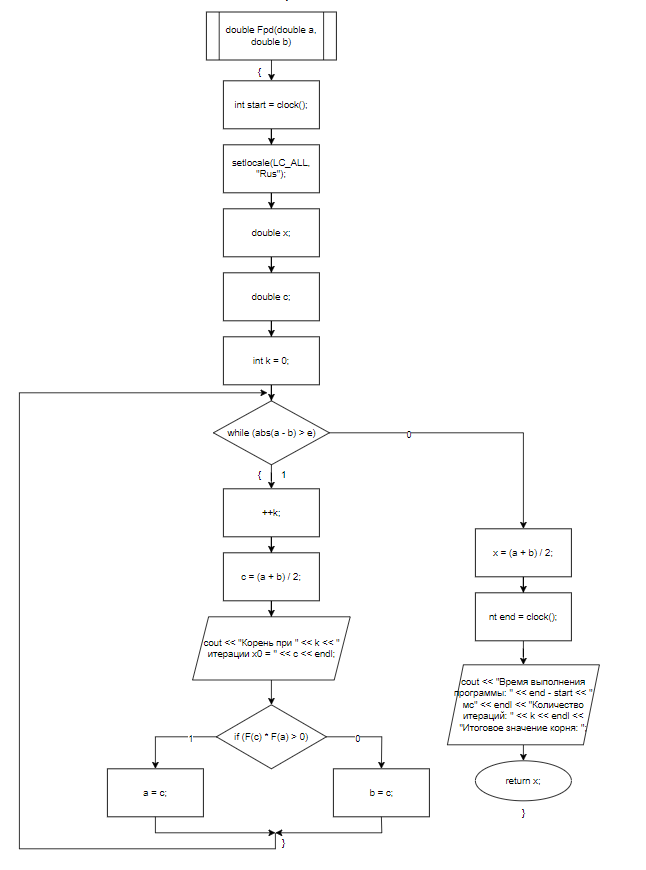 double Fpd(double a,
double b)
{
int start = clock();
setlocale(LC_ALL,
"Rus");
double x;
double c;
int k = 0;
while (abs(a - b) > e)
0
{ 1
++k;
c = (a + b) / 2;
cout << "Корень при " << k << "
итерации x0 = " << c << endl;
if (F(c) * F(a) > 0)
1
0
a = c;
b = c;
}
x = (a + b) / 2;
nt end = clock();
cout << "Время выполнения
программы: " << end - start << "
мс" << endl << "Количество
итераций: " << k << endl <<
"Итоговое значение корня: ";
return x;
}